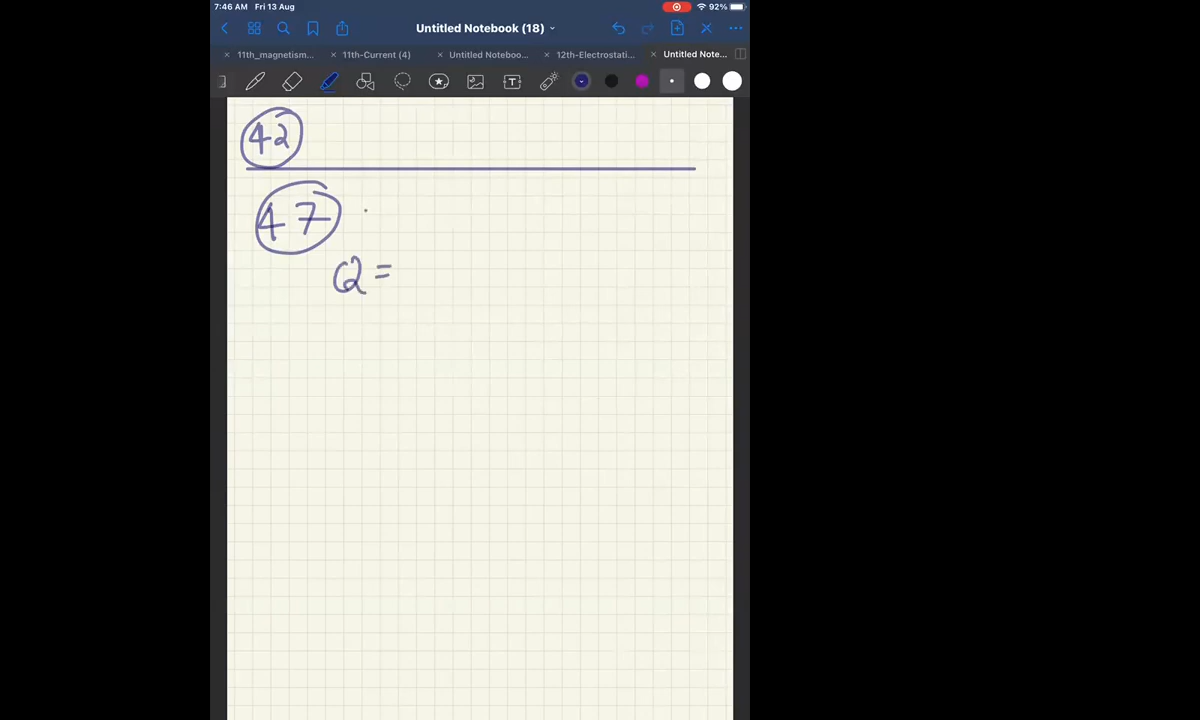 7:46 AM Fri 13 Aug 92%
Untitled Notebook (18)
11th_magnetism... 11th-Current (4) Untitled Noteboo... 12th-Electrostati... Untitled Note...
T
42
47
Q =